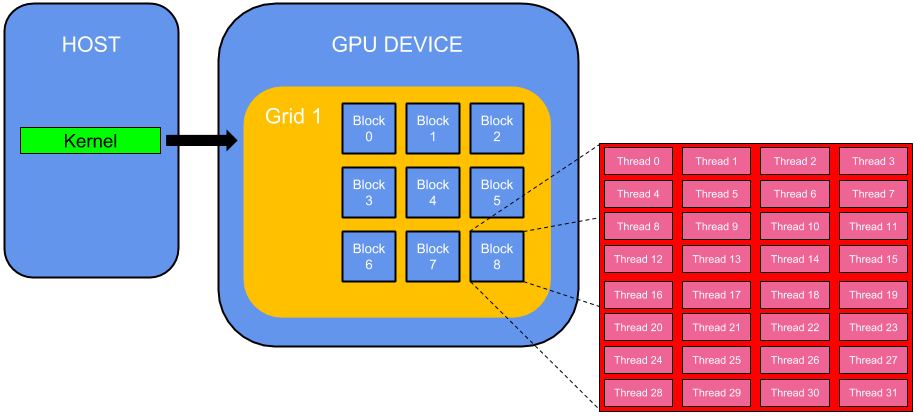 HOST
GPU DEVICE
Kernel
Grid 1
Block
0
Block
1
Block
2
Block
3
Block
4
Block
5
Block
6
Block
7
Block
8
Thread 0
Thread 1
Thread 2
Thread 3
Thread 4
Thread 5
Thread 6
Thread 7
Thread 8
Thread 9
Thread 10
Thread 11
Thread 12
Thread 13
Thread 14
Thread 15
Thread 16
Thread 17
Thread 18
Thread 19
Thread 20
Thread 21
Thread 22
Thread 23
Thread 24
Thread 25
Thread 26
Thread 27
Thread 28
Thread 29
Thread 30
Thread 31